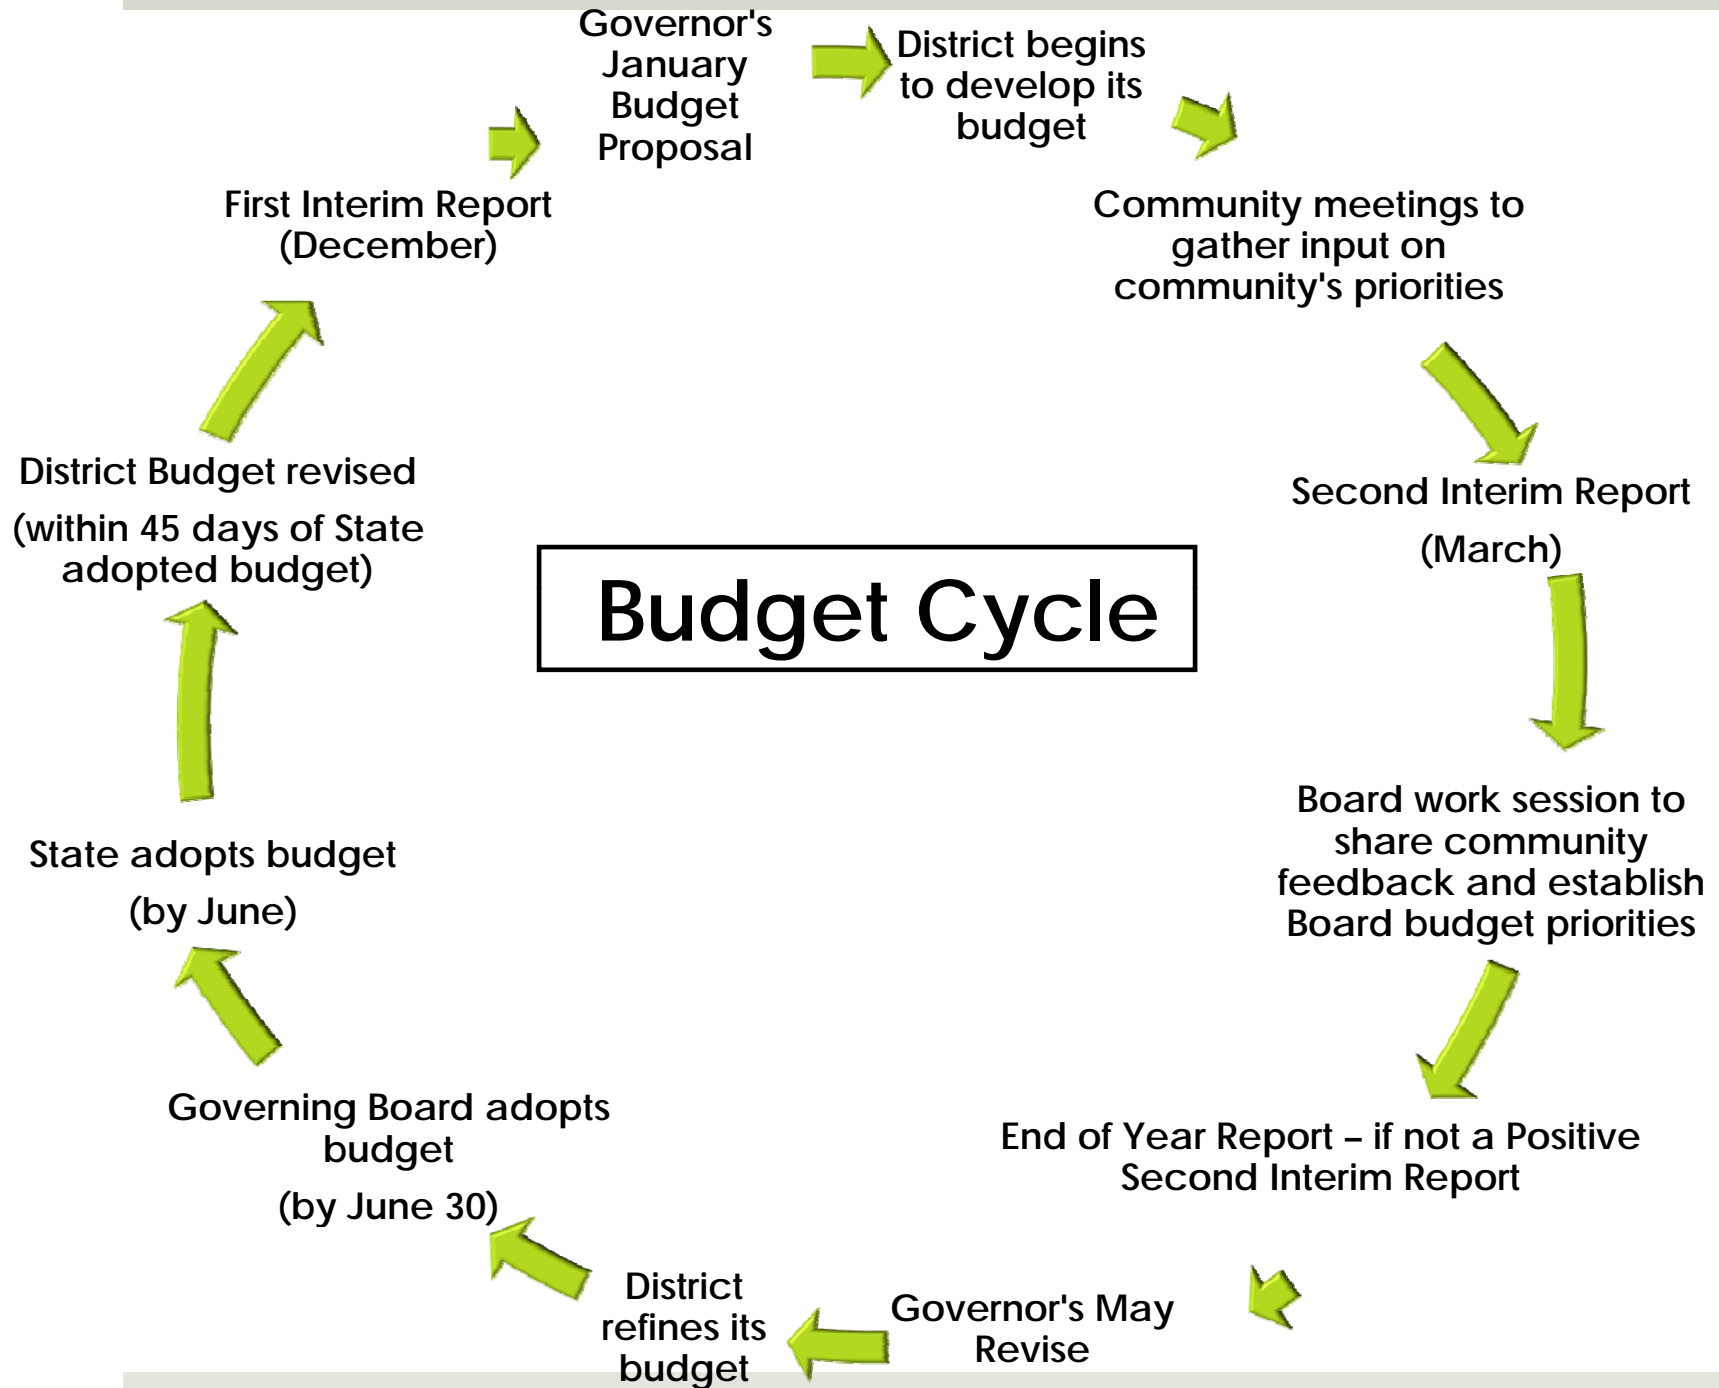 Governor's
January
Budget
Proposal
District begins
to develop its
budget
Community meetings to
gather input on
community's priorities
Second Interim Report
(March)
Board work session to
share community
feedback and establish
Board budget priorities
End of Year Report – if not a Positive
Second Interim Report
Governor's May
Revise
District
refines its
budget
Governing Board adopts
budget
(by June 30)
State adopts budget
(by June)
District Budget revised
(within 45 days of State
adopted budget)
First Interim Report
(December)
Budget Cycle